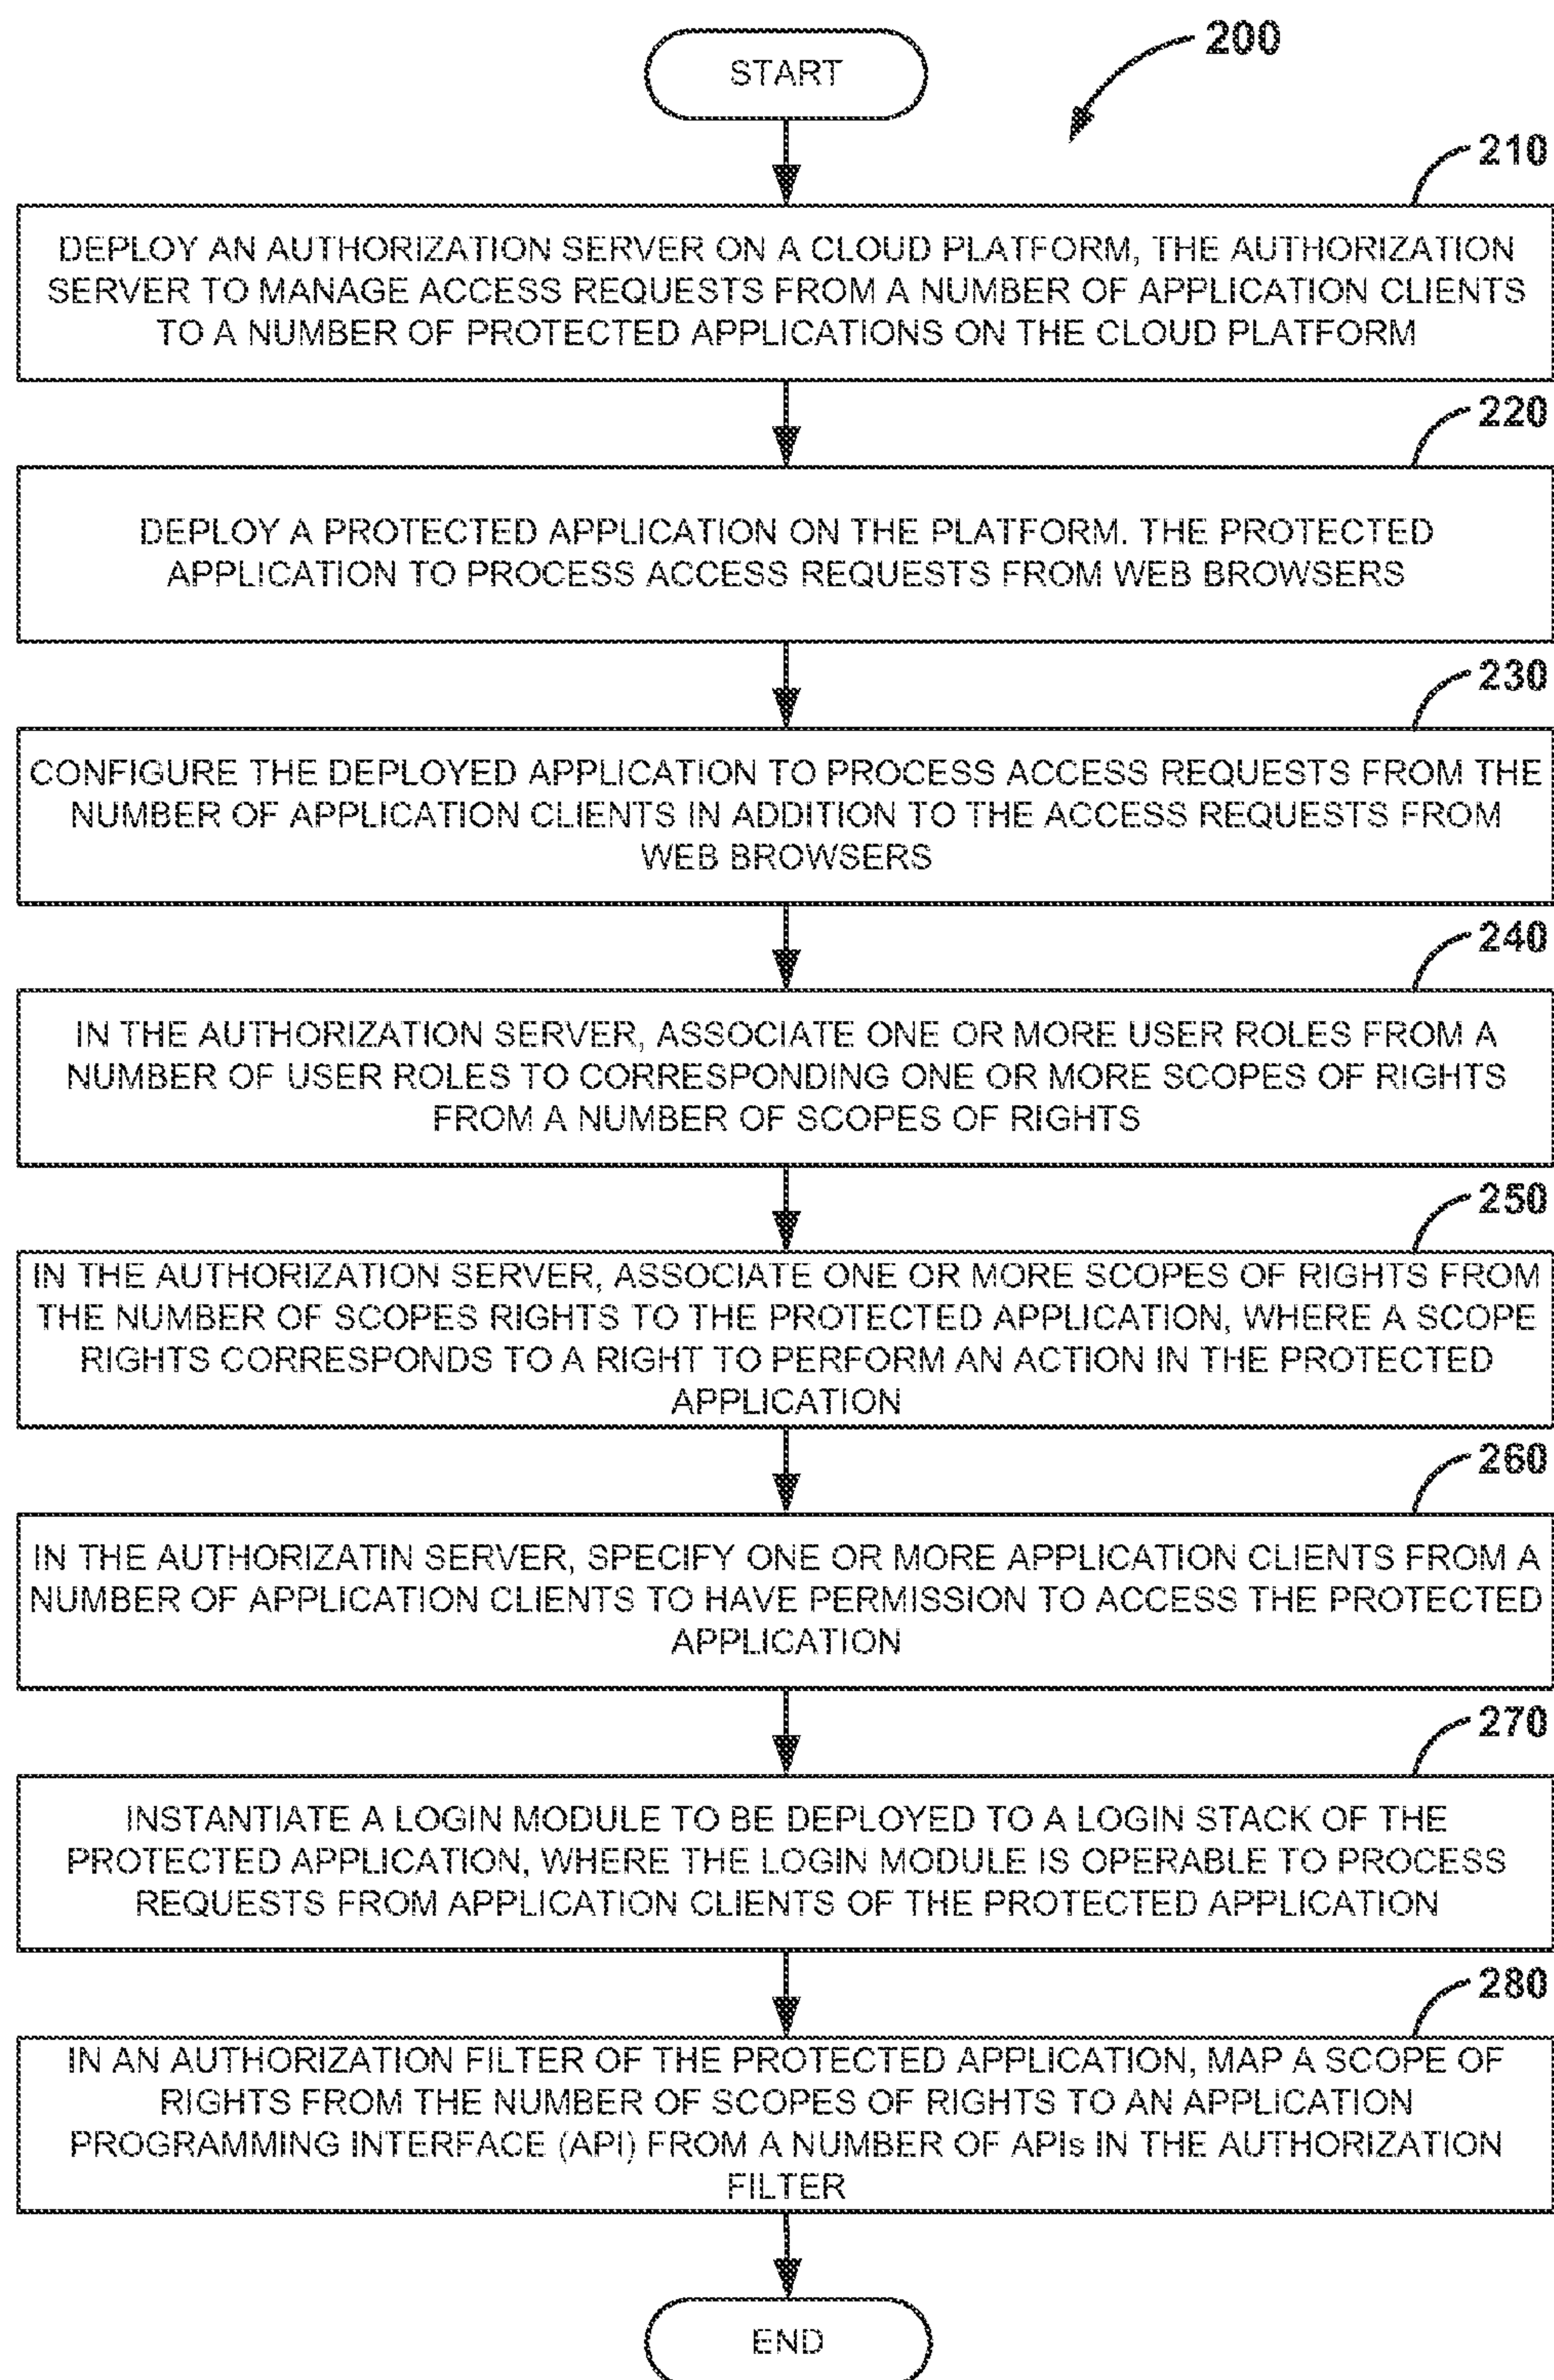 200
START
210
DEPLOY AN AUTHORIZATION SERVER ON A CLOUD PLATFORM, THE AUTHORIZATION
SERVER TO MANAGE ACCESS REQUESTS FROM A NUMBER OF APPLICATION CLIENTS
TO A NUMBER OF PROTECTED APPLICATIONS ON THE CLOUD PLATFORM
220
DEPLOY A PROTECTED APPLICATION ON THE PLATFORM. THE PROTECTED
APPLICATION TO PROCESS ACCESS REQUESTS FROM WEB BROWSERS
230
CONFIGURE THE DEPLOYED APPLICATION TO PROCESS ACCESS REQUESTS FROM THE
NUMBER OF APPLICATION CLIENTS IN ADDITION TO THE ACCESS REQUESTS FROM
WEB BROWSERS
240
IN THE AUTHORIZATION SERVER, ASSOCIATE ONE OR MORE USER ROLES FROM A
NUMBER OF USER ROLES TO CORRESPONDING ONE OR MORE SCOPES OF RIGHTS
FROM A NUMBER OF SCOPES OF RIGHTS
250
IN THE AUTHORIZATION SERVER, ASSOCIATE ONE OR MORE SCOPES OF RIGHTS FROM
THE NUMBER OF SCOPES RIGHTS TO THE PROTECTED APPLICATION, WHERE A SCOPE
RIGHTS CORRESPONDS TO A RIGHT TO PERFORM AN ACTION IN THE PROTECTED
APPLICATION
260
IN THE AUTHORIZATIN SERVER, SPECIFY ONE OR MORE APPLICATION CLIENTS FROM A
NUMBER OF APPLICATION CLIENTS TO HAVE PERMISSION TO ACCESS THE PROTECTED
APPLICATION
270
INSTANTIATE A LOGIN MODULE TO BE DEPLOYED TO A LOGIN STACK OF THE
PROTECTED APPLICATION, WHERE THE LOGIN MODULE IS OPERABLE TO PROCESS
REQUESTS FROM APPLICATION CLIENTS OF THE PROTECTED APPLICATION
280
IN AN AUTHORIZATION FILTER OF THE PROTECTED APPLICATION, MAP A SCOPE OF
RIGHTS FROM THE NUMBER OF SCOPES OF RIGHTS TO AN APPLICATION
PROGRAMMING INTERFACE (API) FROM A NUMBER OF APIs IN THE AUTHORIZATION
FILTER
END